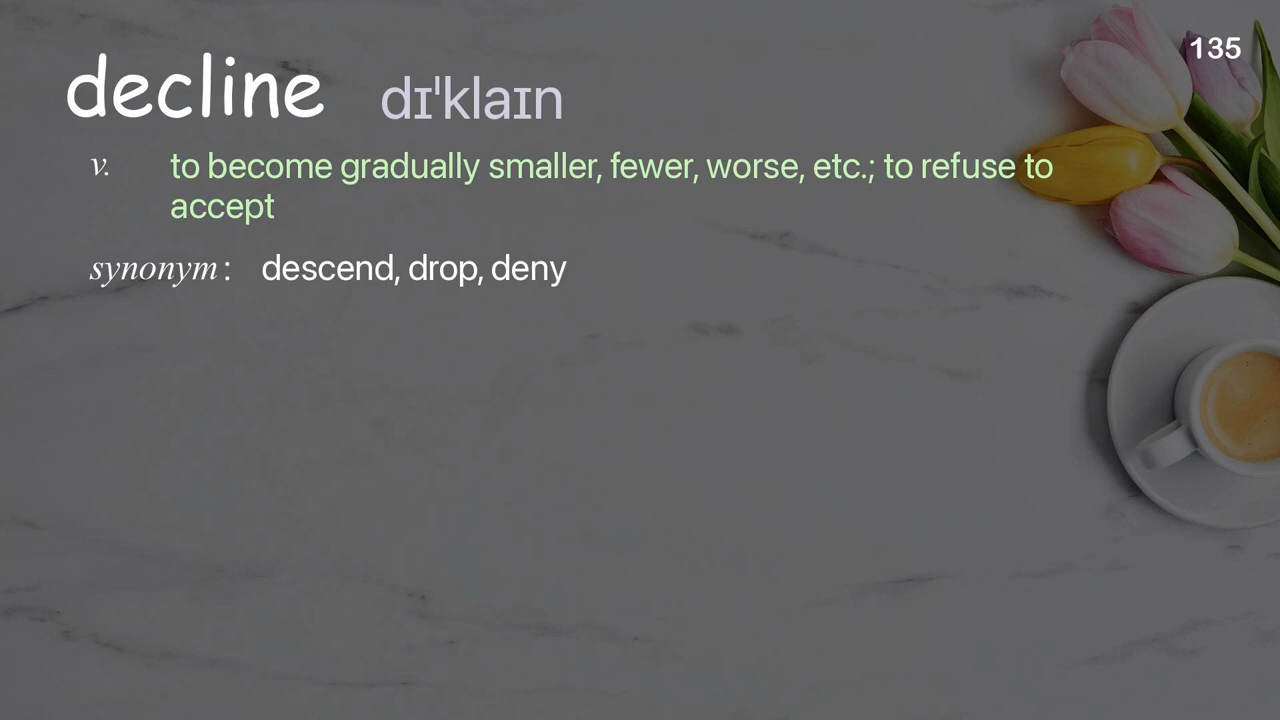 135
decline dɪˈklaɪn
v. to become gradually smaller, fewer, worse, etc.; to refuse to
accept
synonym: descend, drop, deny